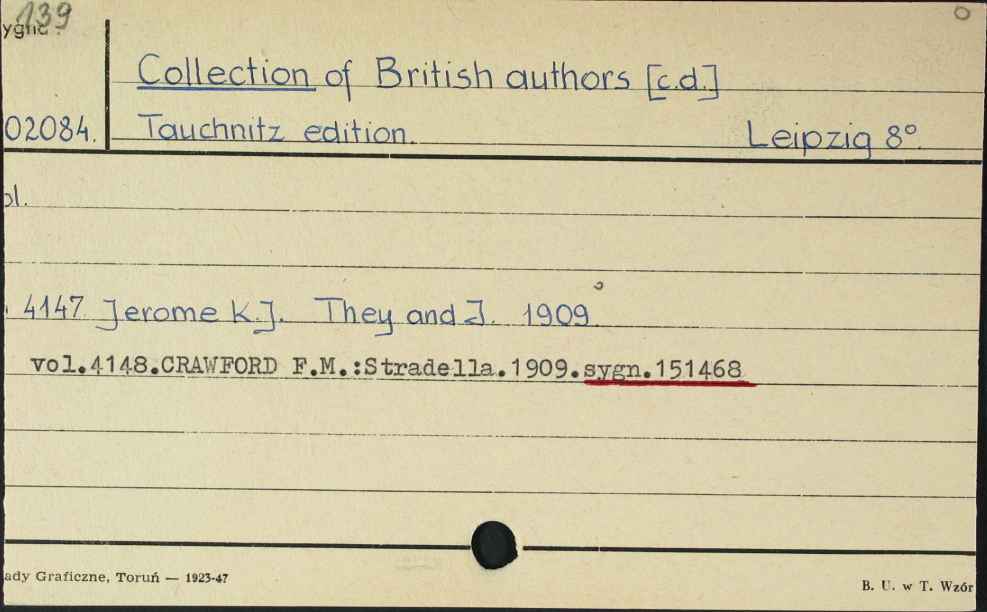 139
ygnc.
Collection of British authors [c.d.]
02084. Tauchnitz edition. Leipzig 8°.
ol.
4147 Jerome K.J. They and I. 1909
vol.4148.CRAWFORD F.M.:Stradella.1909.sygn.151468
ady Graficzne, Toruń — 1923-47
B. U. w T. Wzór